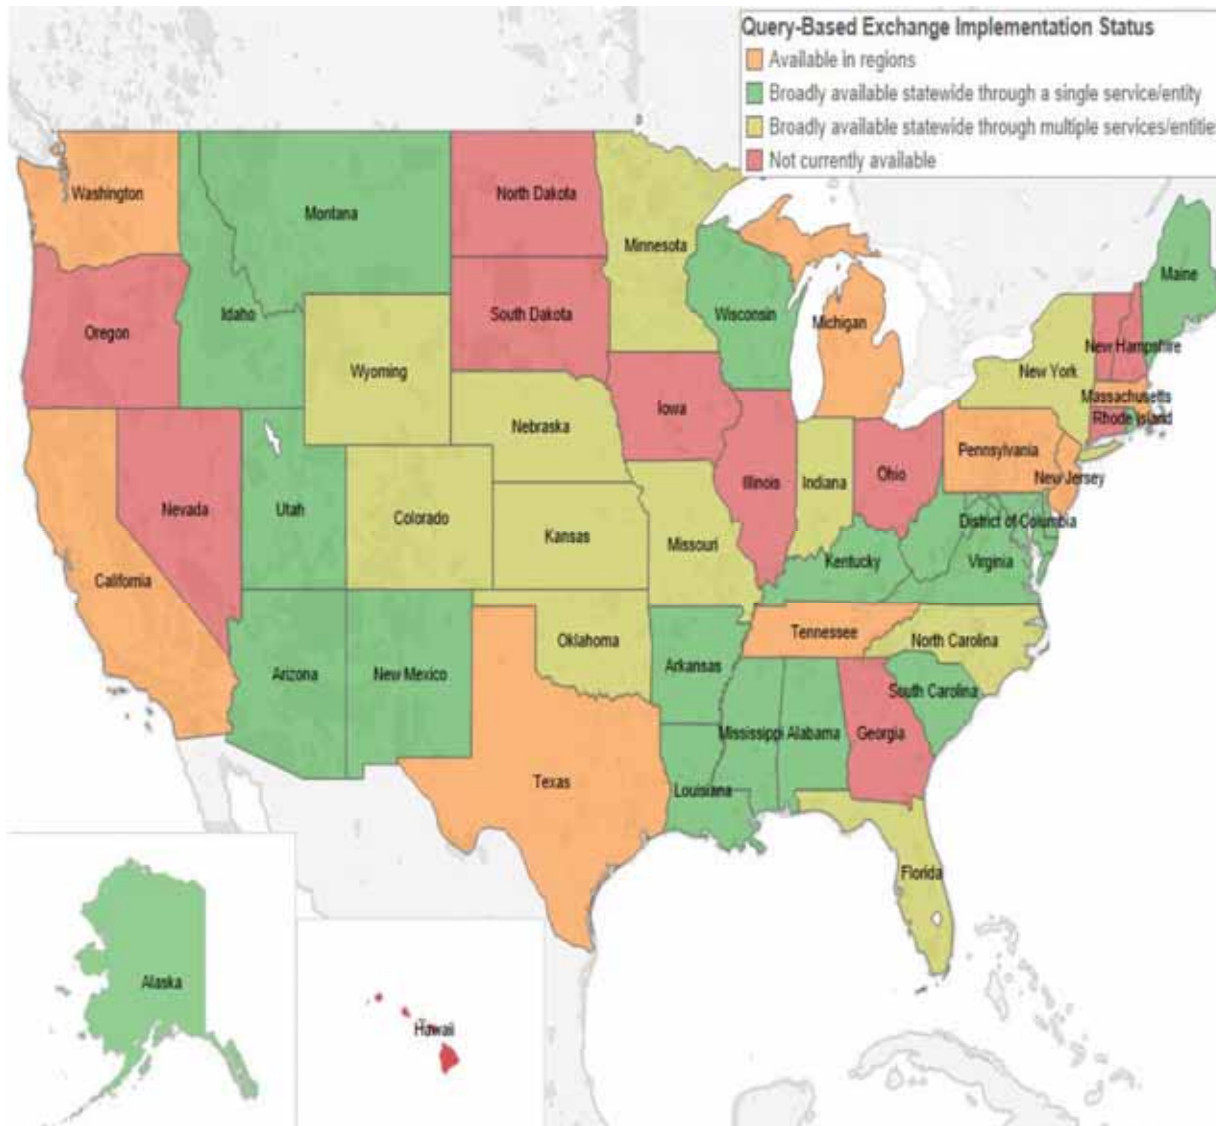 Query-Based Exchange Implementation Status
Available in regions
Broadly available statewide through a single service/entity
Broadly available statewide through multiple services/entities
Not currently available
Washington
Montana
North Dakota
Minnesota
Maine
Idaho
Oregon
South Dakota
Wisconsin
Michigan
New Hampshire
Wyoming
New York
Massachusetts
Iowa
Rhode Island
Nebraska
Pennsylvania
Nevada
Utah
Colorado
Illinois
Indiana
Ohio
New Jersey
Kansas
Missouri
District of Columbia
California
Kentucky
Virginia
Tennessee
North Carolina
Oklahoma
Arizona
New Mexico
Arkansas
South Carolina
Mississippi
Alabama
Georgia
Texas
Louisiana
Florida
Alaska
Hawaii